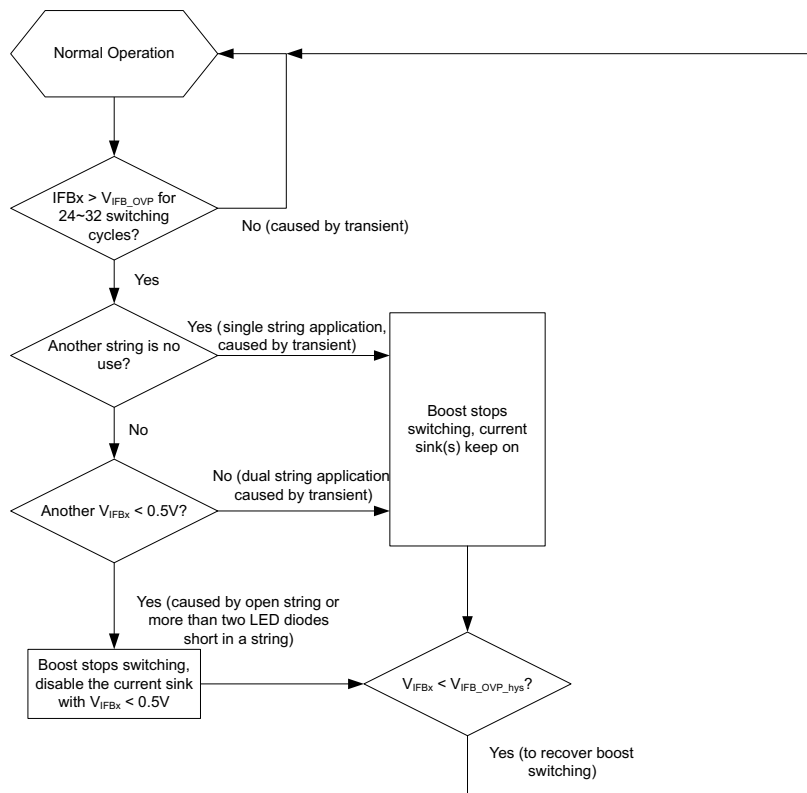 Normal Operation
IFBx > VIFB_OVP for
24~32 switching
cycles?
No (caused by transient)
Yes
Yes (single string application,
caused by transient)
Another string is no
use?
Boost stops
switching, current
sink(s) keep on
No
No (dual string application
caused by transient)
Another VIFBx < 0.5V?
Yes (caused by open string or
more than two LED diodes
short in a string)
Boost stops switching,
disable the current sink
with VIFBx < 0.5V
VIFBx < VIFB_OVP_hys?
Yes (to recover boost
switching)